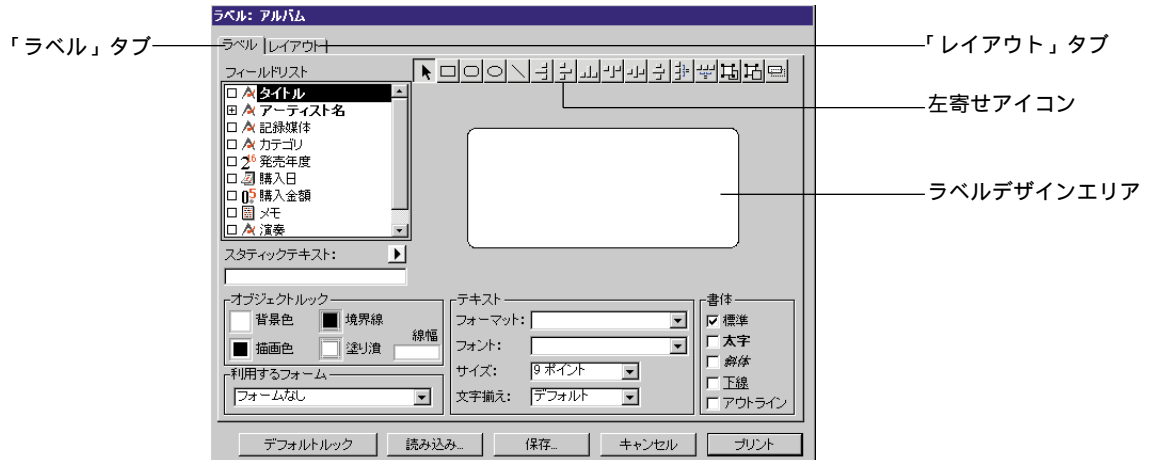 ラベル: アルバム
「ラベル」タブ
ラベル レイアウト
「レイアウト」タブ
フィールドリスト
タイトル
アーティスト名
記録媒体
カテゴリ
2¹⁶ 発売年度
購入日
0.5 購入金額
メモ
演奏
左寄せアイコン
ラベルデザインエリア
スタティックテキスト:
オブジェクトルック
背景色 境界線
描画色 塗り潰 線幅
利用するフォーム
フォームなし
テキスト
フォーマット:
フォント:
サイズ: 9 ポイント
文字揃え: デフォルト
書体
標準
太字
斜体
下線
アウトライン
デフォルトルック 読み込み... 保存... キャンセル プリント